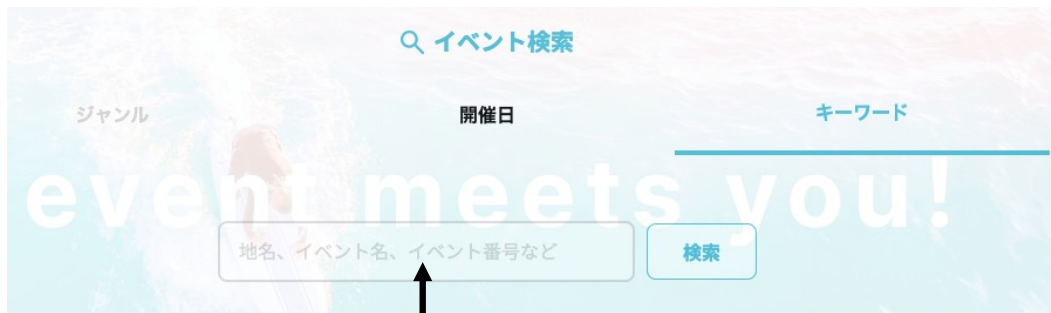 イベント検索
ジャンル 開催日 キーワード
event meets you!
地名、イベント名、イベント番号など 検索